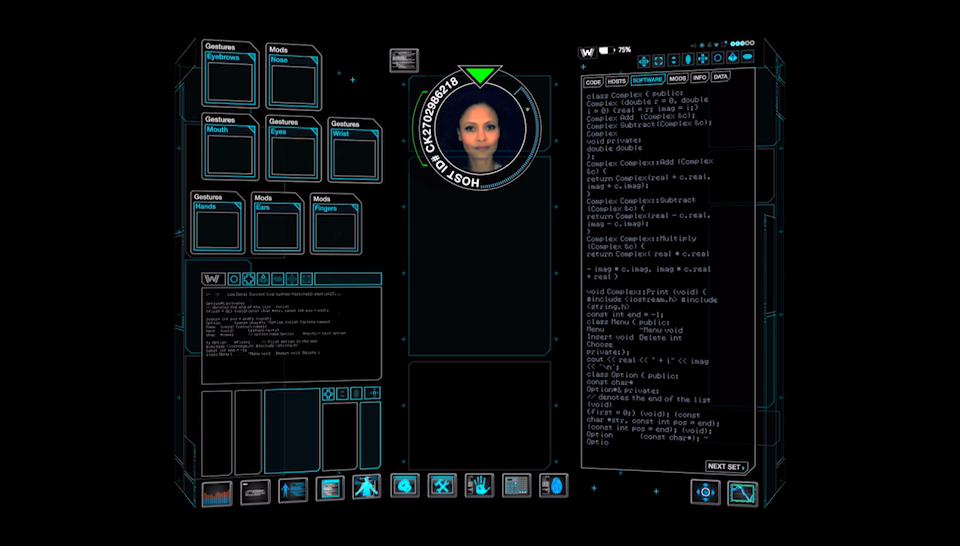 Gestures
Eyebrows
Mods
Nose
Gestures
Mouth
Gestures
Eyes
Gestures
Wrist
Gestures
Hands
Mods
Ears
Mods
Fingers
HOST ID# CK2702986218
W
75%
CODE HOSTS SOFTWARE MODS INFO DATA
class Complex { public:
Complex (double r = 0, double
i = 0) {real = r; imag = i;}
Complex Add (Complex &c);
Complex Subtract(Complex &c);
Complex
void private:
double double
};
Complex Complex::Add (Complex
&c) {
return Complex(real + c.real,
imag + c.imag);
}
Complex Complex::Subtract
(Complex &c) {
return Complex(real - c.real,
imag - c.imag);
}
Complex Complex::Multiply
(Complex &c) {
return Complex( real * c.real
- imag * c.imag, imag * c.real
+ real )
void Complex::Print (void) {
#include <iostream.h> #include
<string.h>
const int end = -1;
class Menu { public:
Menu ~Menu void
Insert void Delete int
Choose
private:};
cout << real << " + i" << imag
<< '\n';
class Option { public:
const char*
Option*& private:
// denotes the end of the list
(void)
{first = 0;} (void); (const
char *str, const int pos = end);
(const int pos = end); (void);
Option (const char*); ~
Optio
NEXT SET ›
W